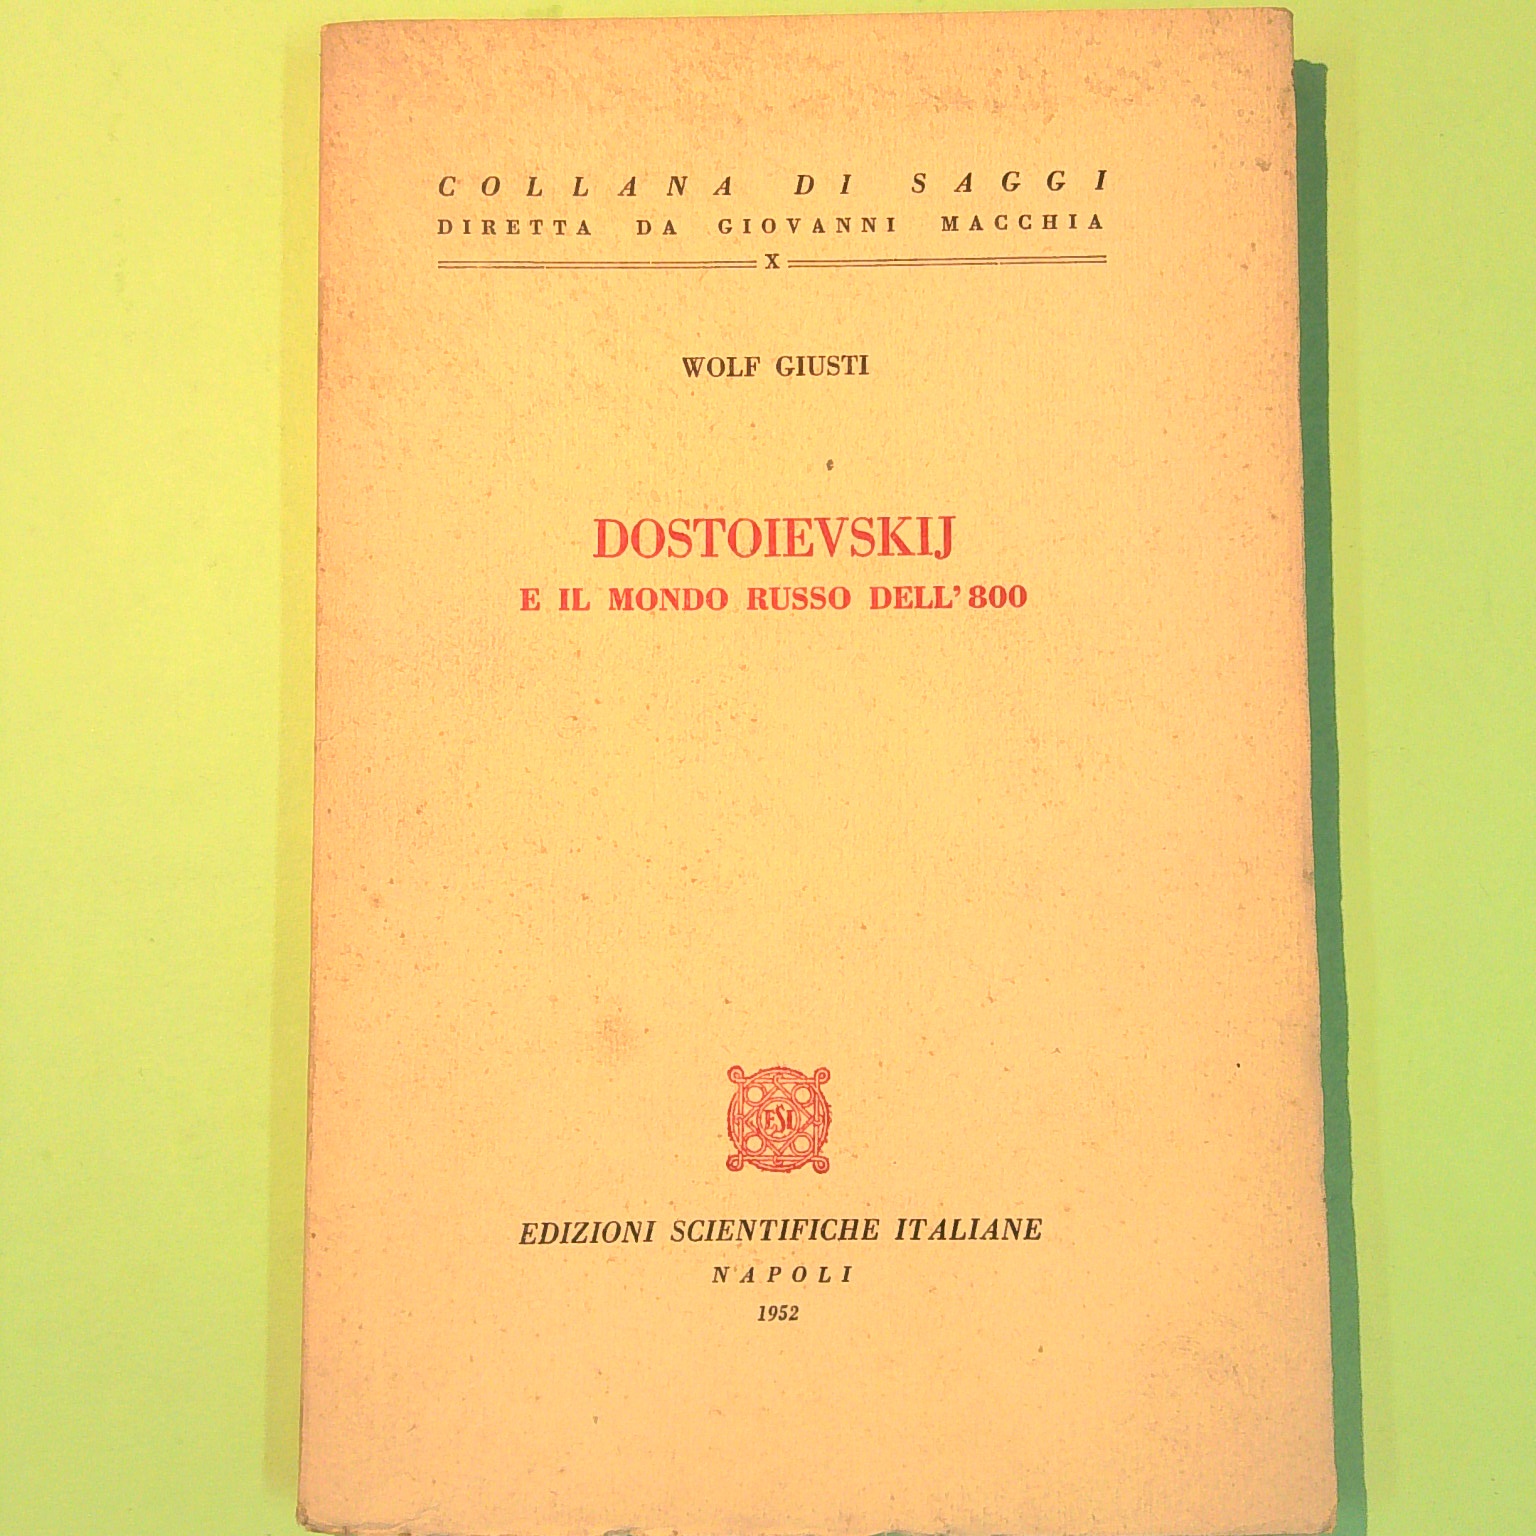 COLLANA DI SAGGI
DIRETTA DA GIOVANNI MACCHIA
X
WOLF GIUSTI
DOSTOIEVSKIJ
E IL MONDO RUSSO DELL'800
ESI
EDIZIONI SCIENTIFICHE ITALIANE
NAPOLI
1952